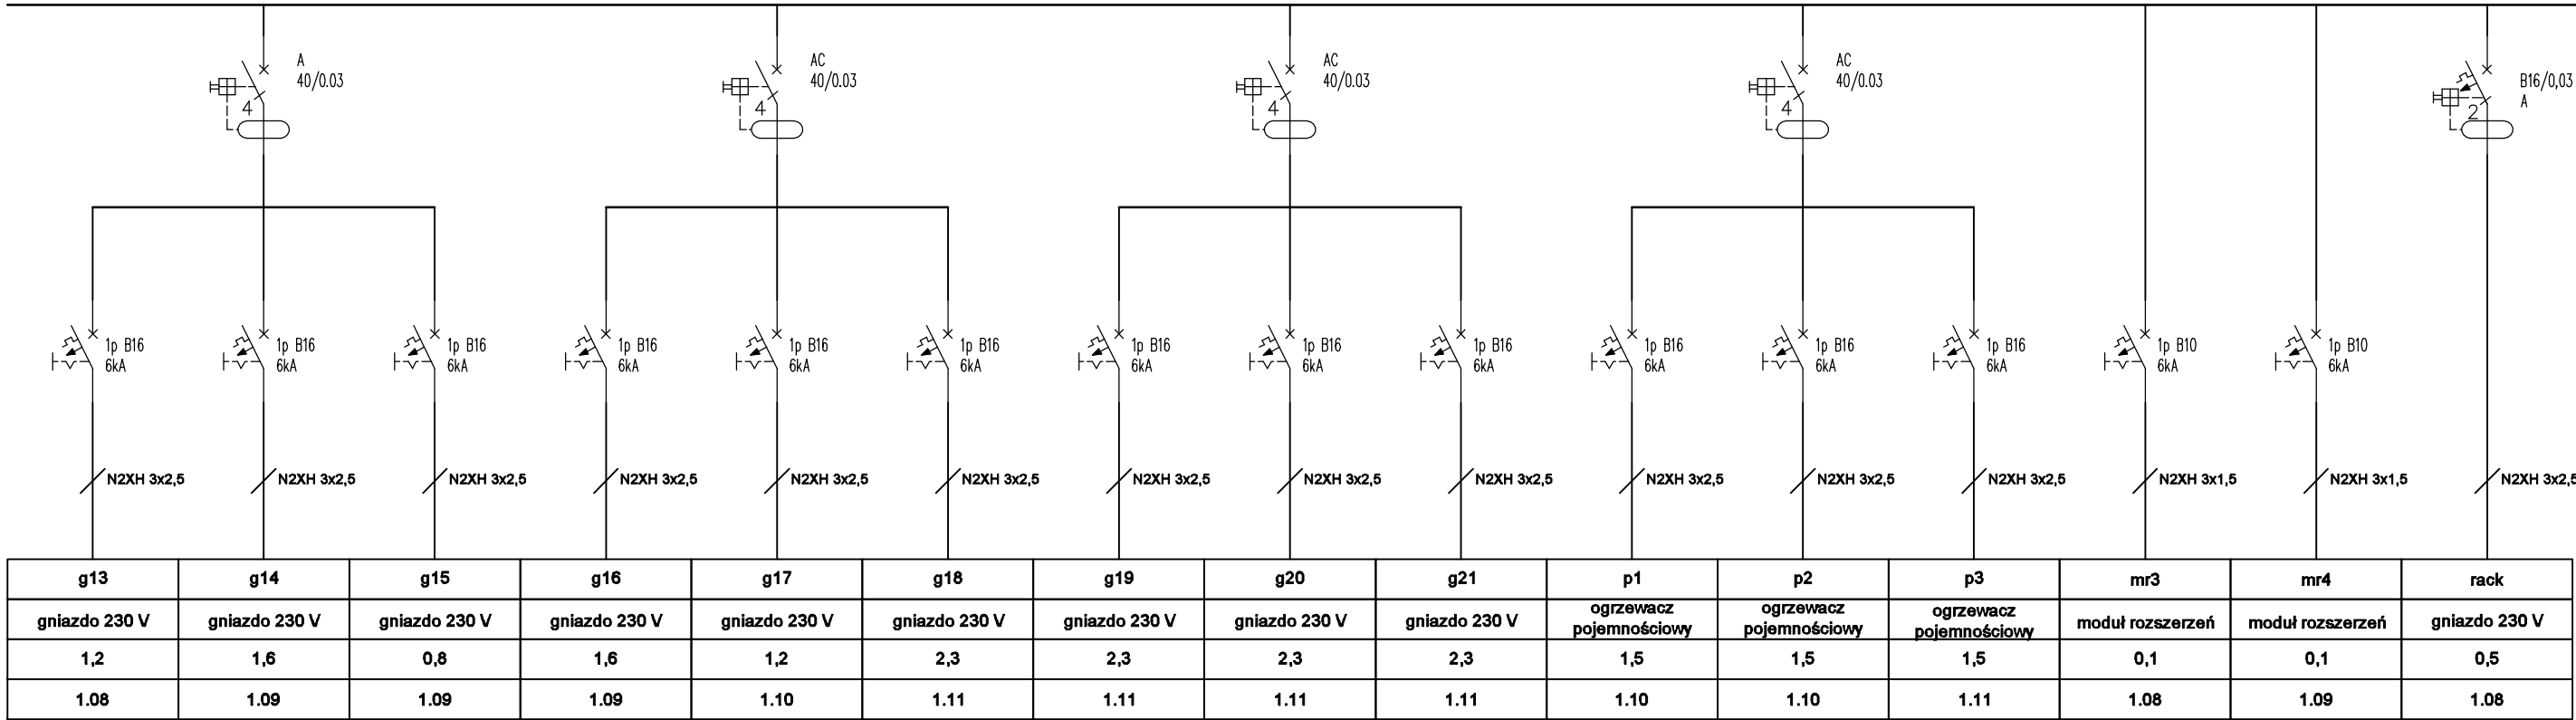 A
40/0.03
4
AC
40/0.03
4
AC
40/0.03
4
AC
40/0.03
4
B16/0,03
A
2
1p B16
6kA
1p B16
6kA
1p B16
6kA
1p B16
6kA
1p B16
6kA
1p B16
6kA
1p B16
6kA
1p B16
6kA
1p B16
6kA
1p B16
6kA
1p B16
6kA
1p B16
6kA
1p B10
6kA
1p B10
6kA
N2XH 3x2,5 N2XH 3x2,5 N2XH 3x2,5 N2XH 3x2,5 N2XH 3x2,5 N2XH 3x2,5 N2XH 3x2,5 N2XH 3x2,5 N2XH 3x2,5 N2XH 3x2,5 N2XH 3x2,5 N2XH 3x2,5 N2XH 3x1,5 N2XH 3x1,5 N2XH 3x2,5
g13 g14 g15 g16 g17 g18 g19 g20 g21 p1 p2 p3 mr3 mr4 rack
gniazdo 230 V gniazdo 230 V gniazdo 230 V gniazdo 230 V gniazdo 230 V gniazdo 230 V gniazdo 230 V gniazdo 230 V gniazdo 230 V ogrzewacz pojemnościowy ogrzewacz pojemnościowy ogrzewacz pojemnościowy moduł rozszerzeń moduł rozszerzeń gniazdo 230 V
1,2 1,6 0,8 1,6 1,2 2,3 2,3 2,3 2,3 1,5 1,5 1,5 0,1 0,1 0,5
1.08 1.09 1.09 1.09 1.10 1.11 1.11 1.11 1.11 1.10 1.10 1.11 1.08 1.09 1.08